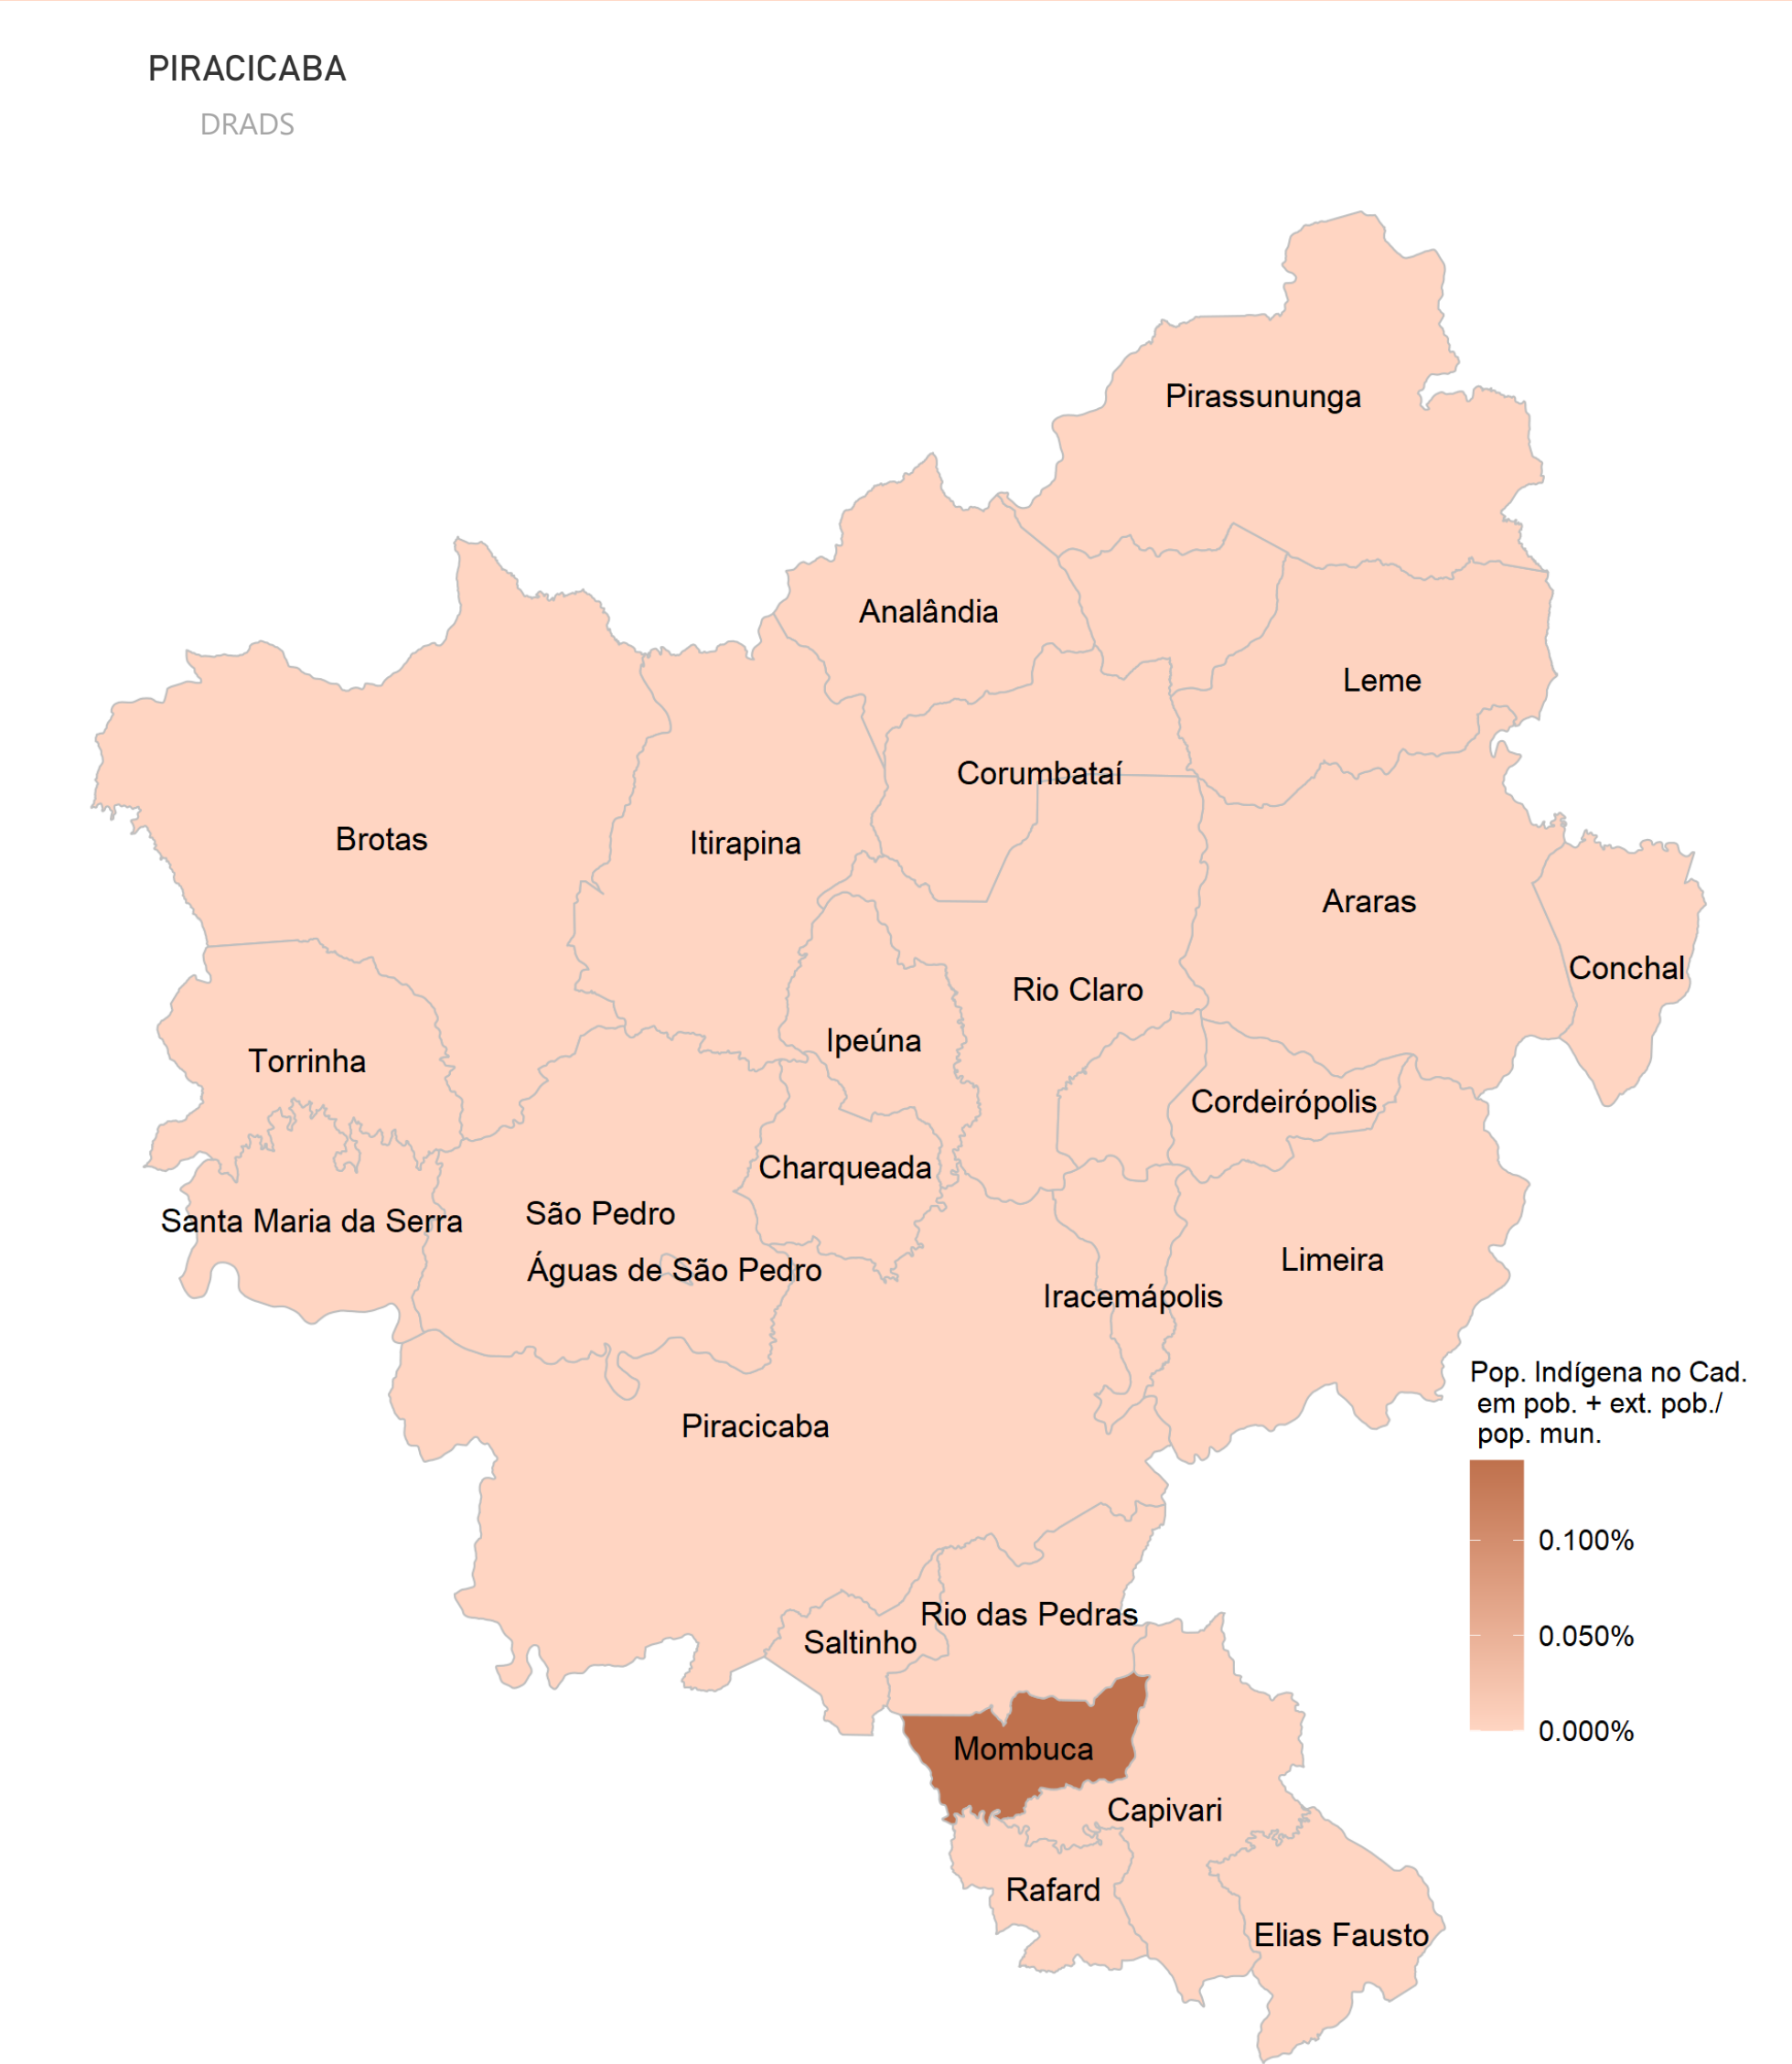 PIRACICABA
DRADS
Pirassununga
Analândia
Leme
Corumbataí
Brotas
Itirapina
Araras
Conchal
Rio Claro
Ipeúna
Torrinha
Cordeirópolis
Charqueada
São Pedro
Santa Maria da Serra
Limeira
Águas de São Pedro
Iracemápolis
Pop. Indígena no Cad.
em pob. + ext. pob./
pop. mun.
Piracicaba
0.100%
Rio das Pedras
0.050%
Saltinho
0.000%
Mombuca
Capivari
Rafard
Elias Fausto